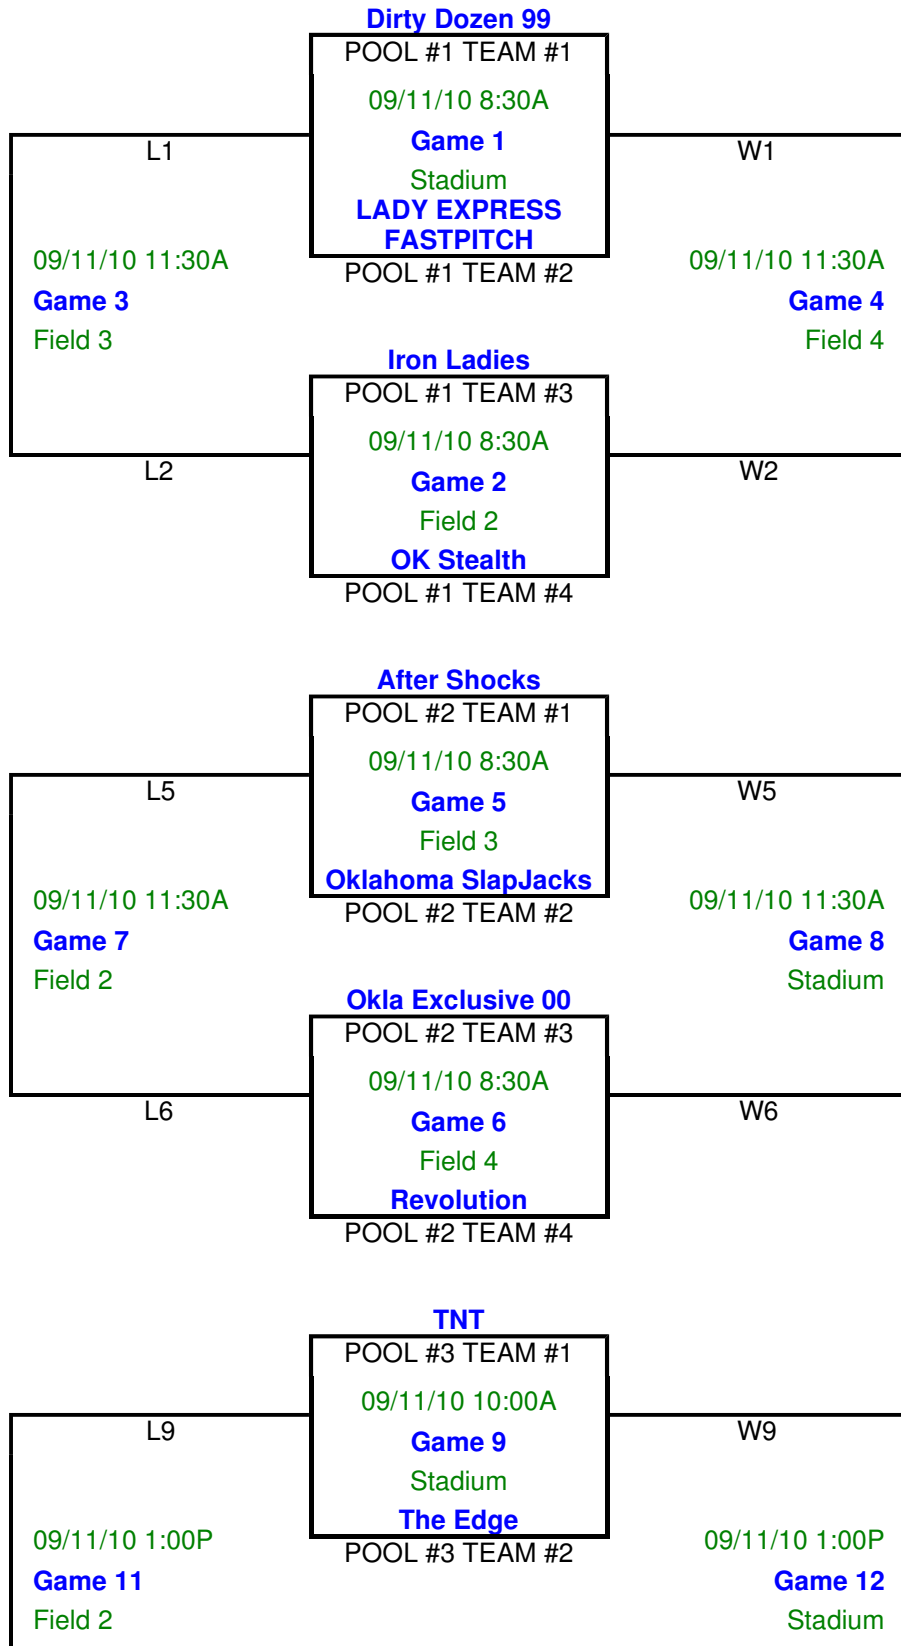 Dirty Dozen 99
POOL #1 TEAM #1
09/11/10 8:30A
Game 1
Stadium
LADY EXPRESS
FASTPITCH
POOL #1 TEAM #2
L1
W1
09/11/10 11:30A
Game 3
Field 3
09/11/10 11:30A
Game 4
Field 4
Iron Ladies
POOL #1 TEAM #3
09/11/10 8:30A
Game 2
Field 2
OK Stealth
POOL #1 TEAM #4
L2
W2
After Shocks
POOL #2 TEAM #1
09/11/10 8:30A
Game 5
Field 3
Oklahoma SlapJacks
POOL #2 TEAM #2
L5
W5
09/11/10 11:30A
Game 7
Field 2
09/11/10 11:30A
Game 8
Stadium
Okla Exclusive 00
POOL #2 TEAM #3
09/11/10 8:30A
Game 6
Field 4
Revolution
POOL #2 TEAM #4
L6
W6
TNT
POOL #3 TEAM #1
09/11/10 10:00A
Game 9
Stadium
The Edge
POOL #3 TEAM #2
L9
W9
09/11/10 1:00P
Game 11
Field 2
09/11/10 1:00P
Game 12
Stadium